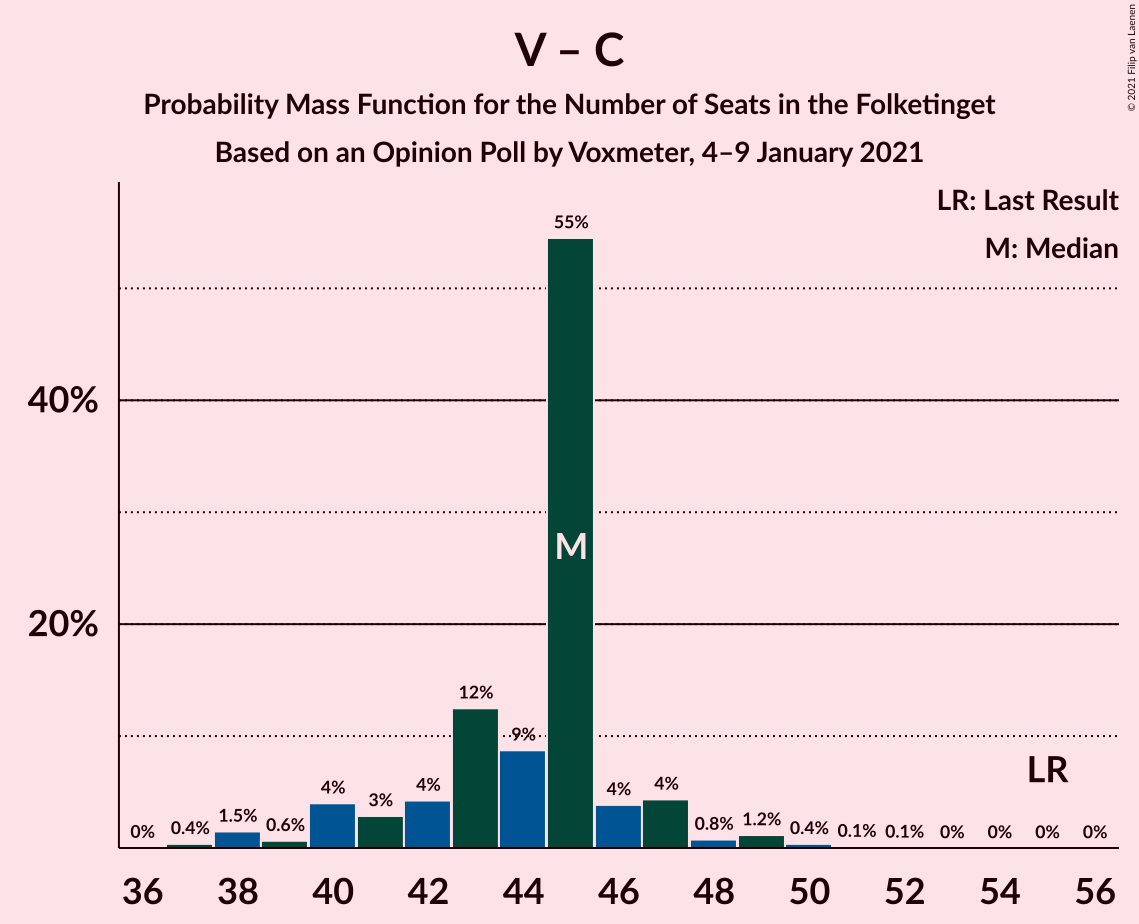 V – C
Probability Mass Function for the Number of Seats in the Folketinget
Based on an Opinion Poll by Voxmeter, 4–9 January 2021
© 2021 Filip van Laenen
LR: Last Result
M: Median
55%
40%
M
20%
12%
9%
LR
4%
4%
4%
4%
3%
1.5%
1.2%
0.8%
0.6%
0.4%
0.4%
0.1%
0.1%
0%
0%
0%
0%
0%
36 38 40 42 44 46 48 50 52 54 56